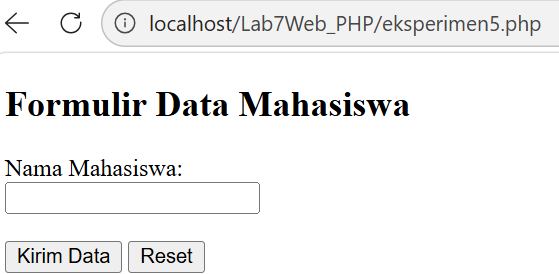 localhost/Lab7Web_PHP/eksperimen5.php
Formulir Data Mahasiswa
Nama Mahasiswa:
Kirim Data Reset